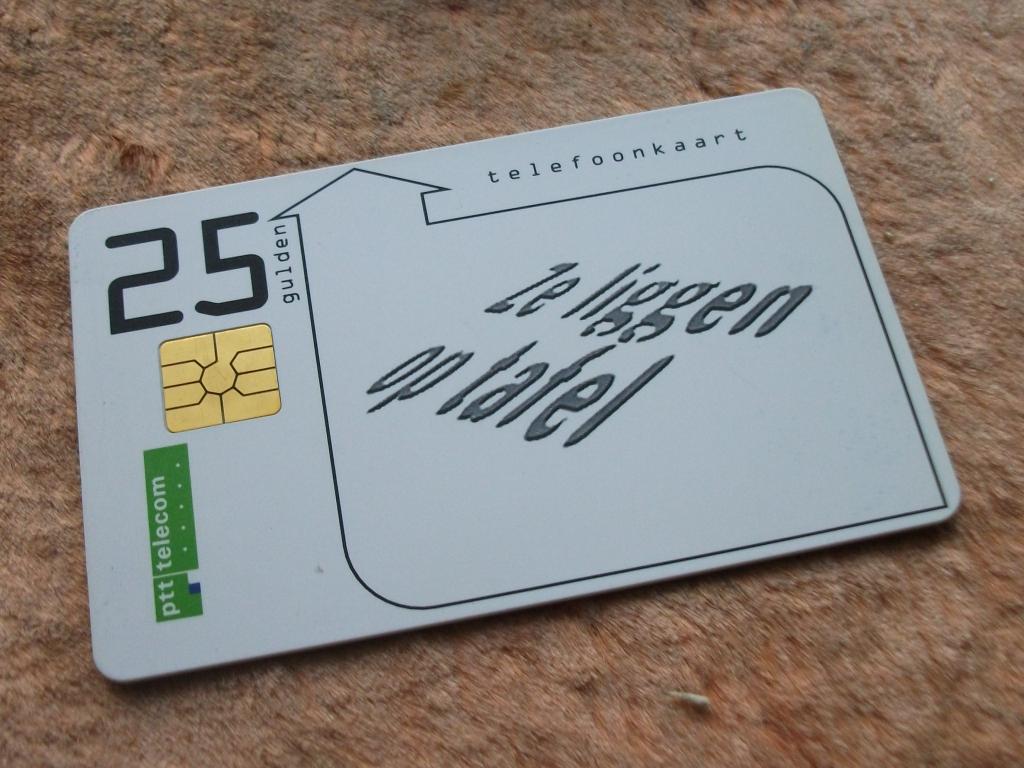 telefoonkaart
25
gulden
Ze liggen
op tafel
ptt telecom